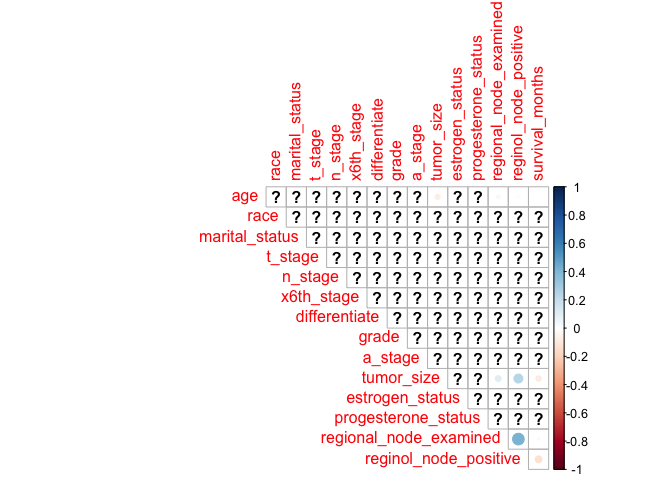 race
marital_status
t_stage
n_stage
x6th_stage
differentiate
grade
a_stage
tumor_size
estrogen_status
progesterone_status
regional_node_examined
reginol_node_positive
survival_months
age ? ? ? ? ? ? ? ? ? ?
race ? ? ? ? ? ? ? ? ? ? ? ? ?
marital_status ? ? ? ? ? ? ? ? ? ? ? ?
t_stage ? ? ? ? ? ? ? ? ? ? ?
n_stage ? ? ? ? ? ? ? ? ? ?
x6th_stage ? ? ? ? ? ? ? ? ?
differentiate ? ? ? ? ? ? ? ?
grade ? ? ? ? ? ? ?
a_stage ? ? ? ? ? ?
tumor_size ? ?
estrogen_status ? ? ? ?
progesterone_status ? ? ?
regional_node_examined
reginol_node_positive
1
0.8
0.6
0.4
0.2
0
-0.2
-0.4
-0.6
-0.8
-1